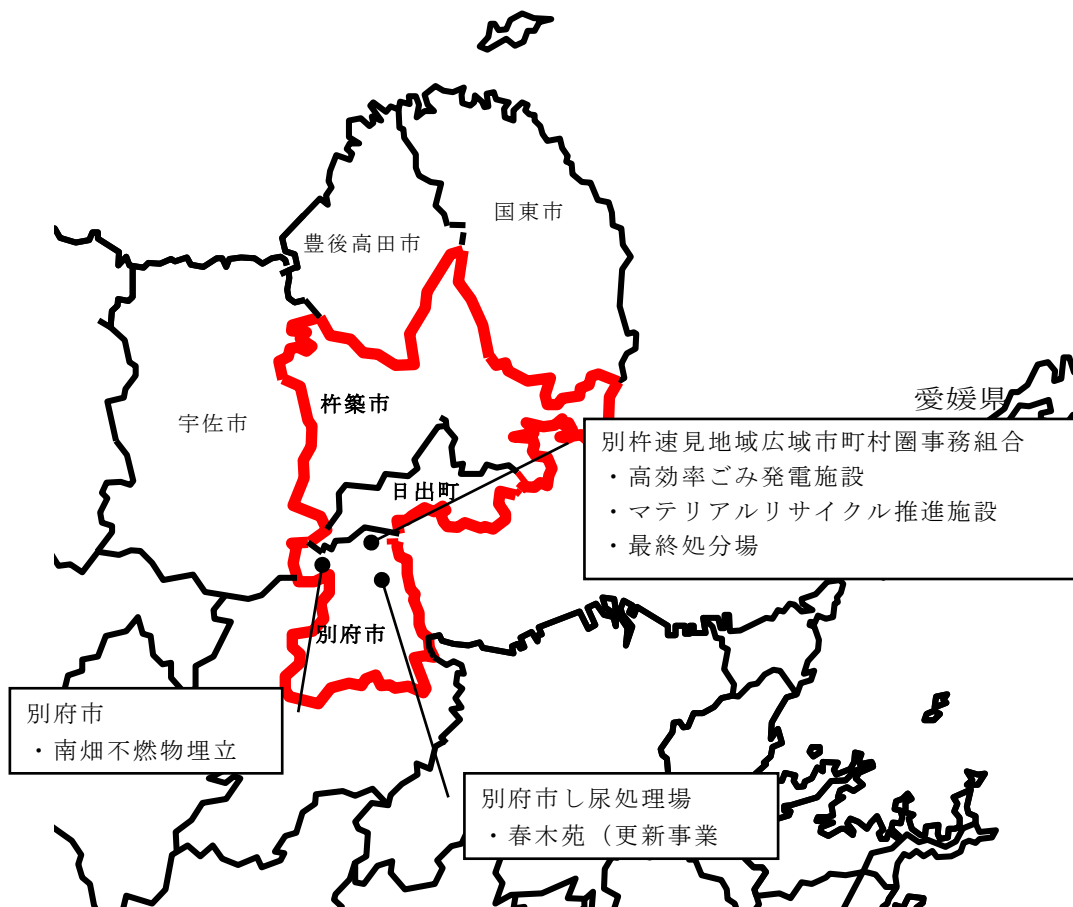 国東市
豊後高田市
愛媛県
杵築市
宇佐市
別杵速見地域広域市町村圏事務組合
・高効率ごみ発電施設
・マテリアルリサイクル推進施設
・最終処分場
日出町
別府市
別府市
・南畑不燃物埋立
別府市し尿処理場
・春木苑（更新事業